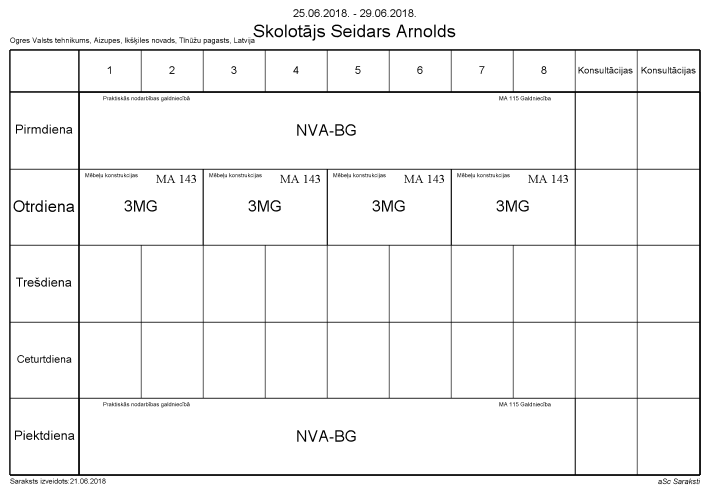 25.06.2018. - 29.06.2018.
Skolotājs Seidars Arnolds
Ogres Valsts tehnikums, Aizupes, Ikšķiles novads, Tīnūžu pagasts, Latvija
1 2 3 4 5 6 7 8 Konsultācijas Konsultācijas
Praktiskās nodarbības galdniecībā MA 115 Galdniecība
Pirmdiena NVA-BG
Mēbeļu konstrukcijas MA 143 Mēbeļu konstrukcijas MA 143 Mēbeļu konstrukcijas MA 143 Mēbeļu konstrukcijas MA 143
Otrdiena 3MG 3MG 3MG 3MG
Trešdiena
Ceturtdiena
Praktiskās nodarbības galdniecībā MA 115 Galdniecība
Piektdiena NVA-BG
Saraksts izveidots:21.06.2018 aSc Saraksti